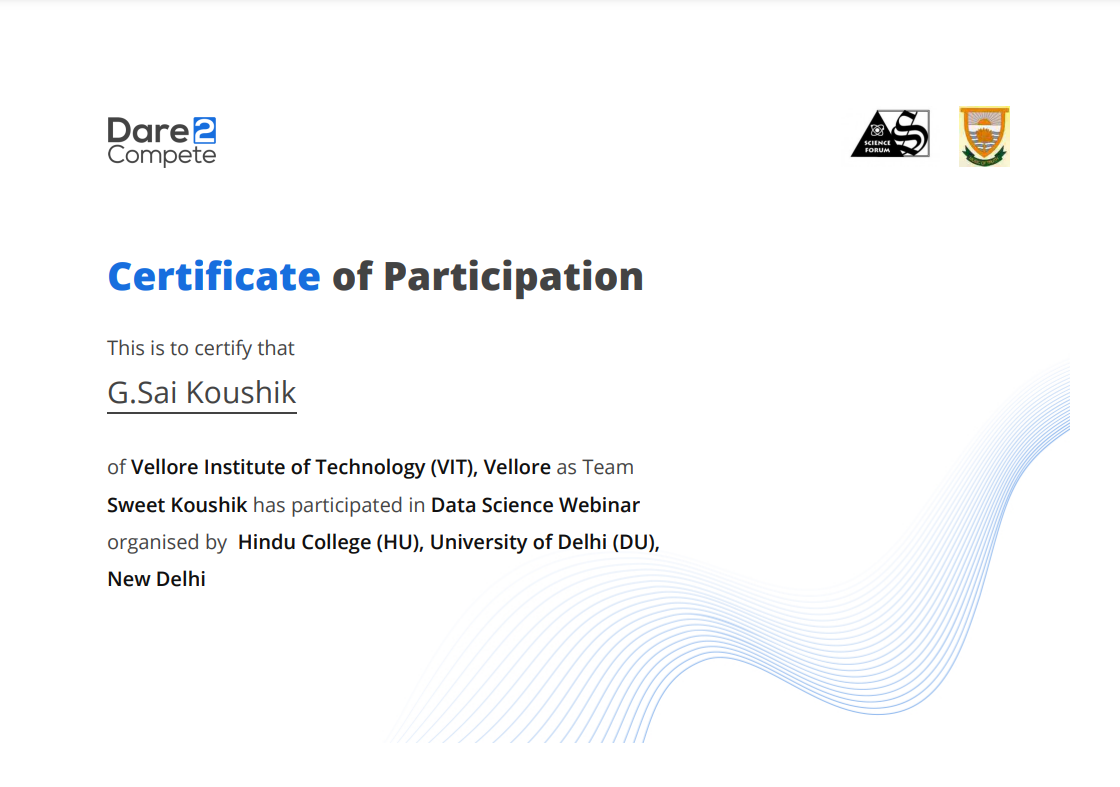 Dare2
Compete
SCIENCE
FORUM
Certificate of Participation
This is to certify that
G.Sai Koushik
of Vellore Institute of Technology (VIT), Vellore as Team
Sweet Koushik has participated in Data Science Webinar
organised by Hindu College (HU), University of Delhi (DU),
New Delhi